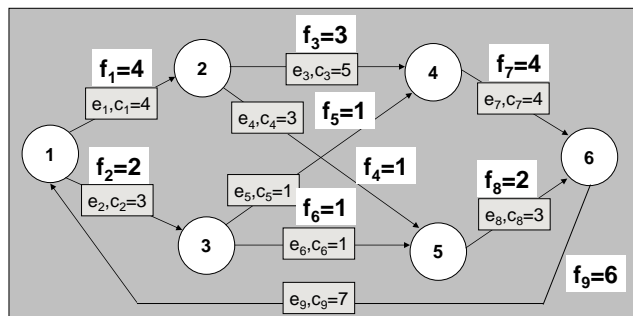 f₃=3
f₁=4
2
e₃,c₃=5
4
f₇=4
e₁,c₁=4
e₄,c₄=3
f₅=1
e₇,c₇=4
1
6
f₂=2
f₄=1
f₈=2
e₂,c₂=3
e₅,c₅=1
f₆=1
e₈,c₈=3
3
e₆,c₆=1
5
f₉=6
e₉,c₉=7